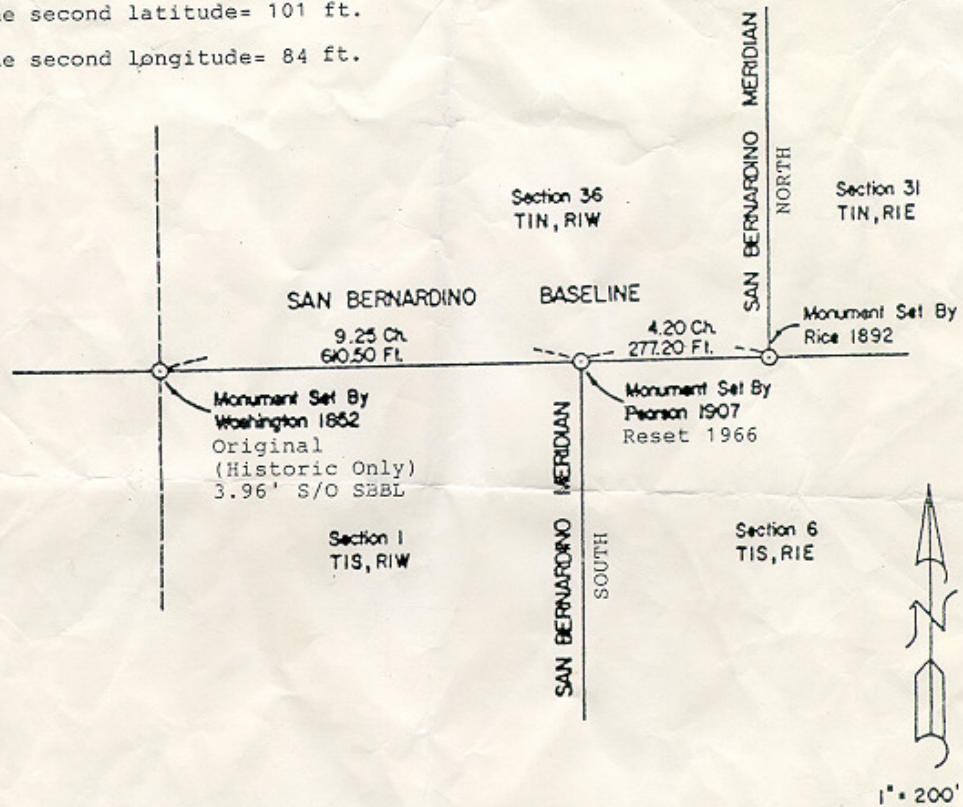 e second latitude= 101 ft.
e second longitude= 84 ft.
SAN BERNARDINO MERIDIAN
NORTH
Section 36
T1N, R1W
Section 31
T1N, R1E
SAN BERNARDINO BASELINE
9.25 Ch.
610.50 Ft.
4.20 Ch.
277.20 Ft.
Monument Set By
Rice 1892
Monument Set By
Washington 1852
Original
(Historic Only)
3.96' S/O SBBL
Monument Set By
Pearson 1907
Reset 1966
SAN BERNARDINO MERIDIAN
SOUTH
Section 1
T1S, R1W
Section 6
T1S, R1E
N
1" = 200'